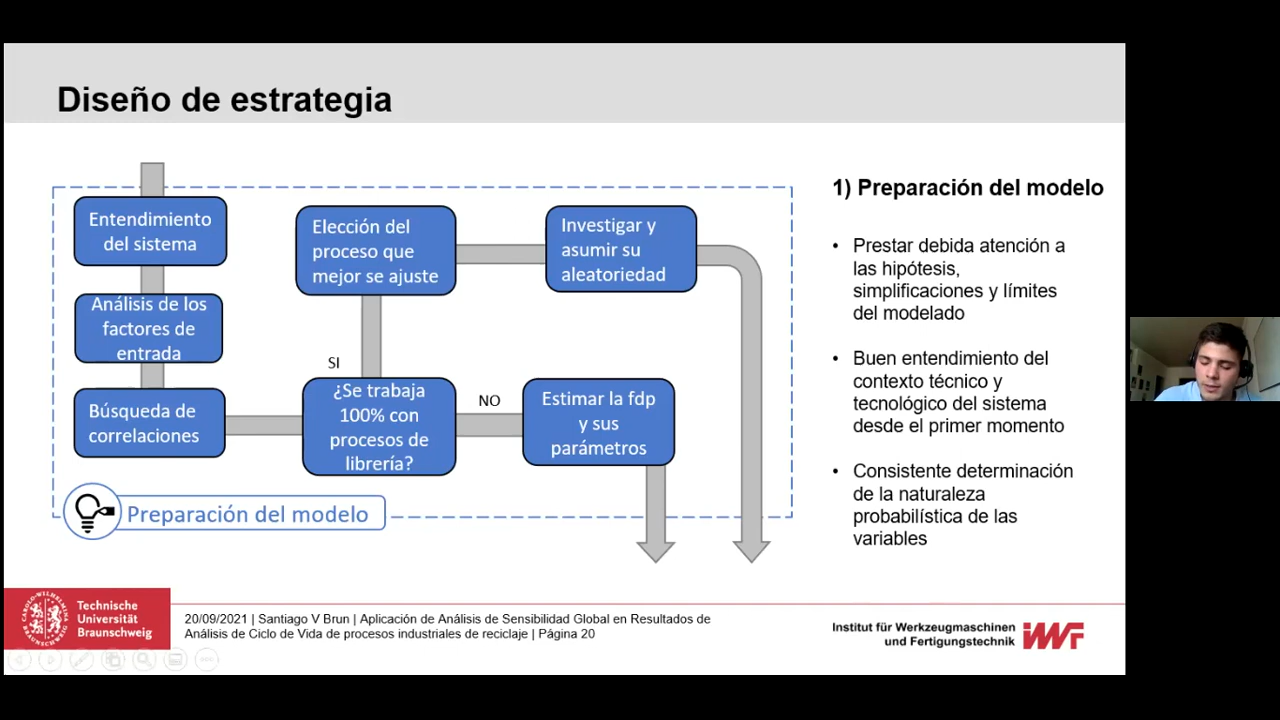 Diseño de estrategia
Entendimiento
del sistema
Análisis de los
factores de
entrada
Búsqueda de
correlaciones
Elección del
proceso que
mejor se ajuste
Investigar y
asumir su
aleatoriedad
SI
¿Se trabaja
100% con
procesos de
librería?
NO
Estimar la fdp
y sus
parámetros
Preparación del modelo
1) Preparación del modelo
• Prestar debida atención a
las hipótesis,
simplificaciones y límites
del modelado
• Buen entendimiento del
contexto técnico y
tecnológico del sistema
desde el primer momento
• Consistente determinación
de la naturaleza
probabilística de las
variables
Technische
Universität
Braunschweig
20/09/2021 | Santiago V Brun | Aplicación de Análisis de Sensibilidad Global en Resultados de
Análisis de Ciclo de Vida de procesos industriales de reciclaje | Página 20
Institut für Werkzeugmaschinen
und Fertigungstechnik
iWF